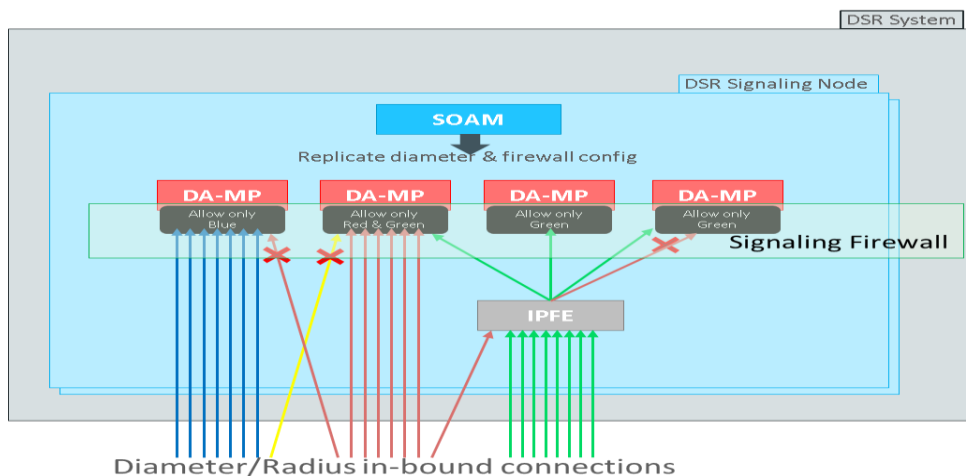 DSR System
DSR Signaling Node
SOAM
Replicate diameter & firewall config
DA-MP
Allow only
Blue
DA-MP
Allow only
Red & Green
DA-MP
Allow only
Green
DA-MP
Allow only
Green
Signaling Firewall
IPFE
Diameter/Radius in-bound connections